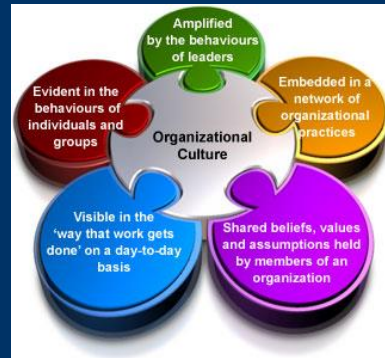 Amplified
by the behaviours
of leaders
Evident in the
behaviours of
individuals and
groups
Embedded in a
network of
organizational
practices
Organizational
Culture
Visible in the
'way that work gets
done' on a day-to-day
basis
Shared beliefs, values
and assumptions held
by members of an
organization